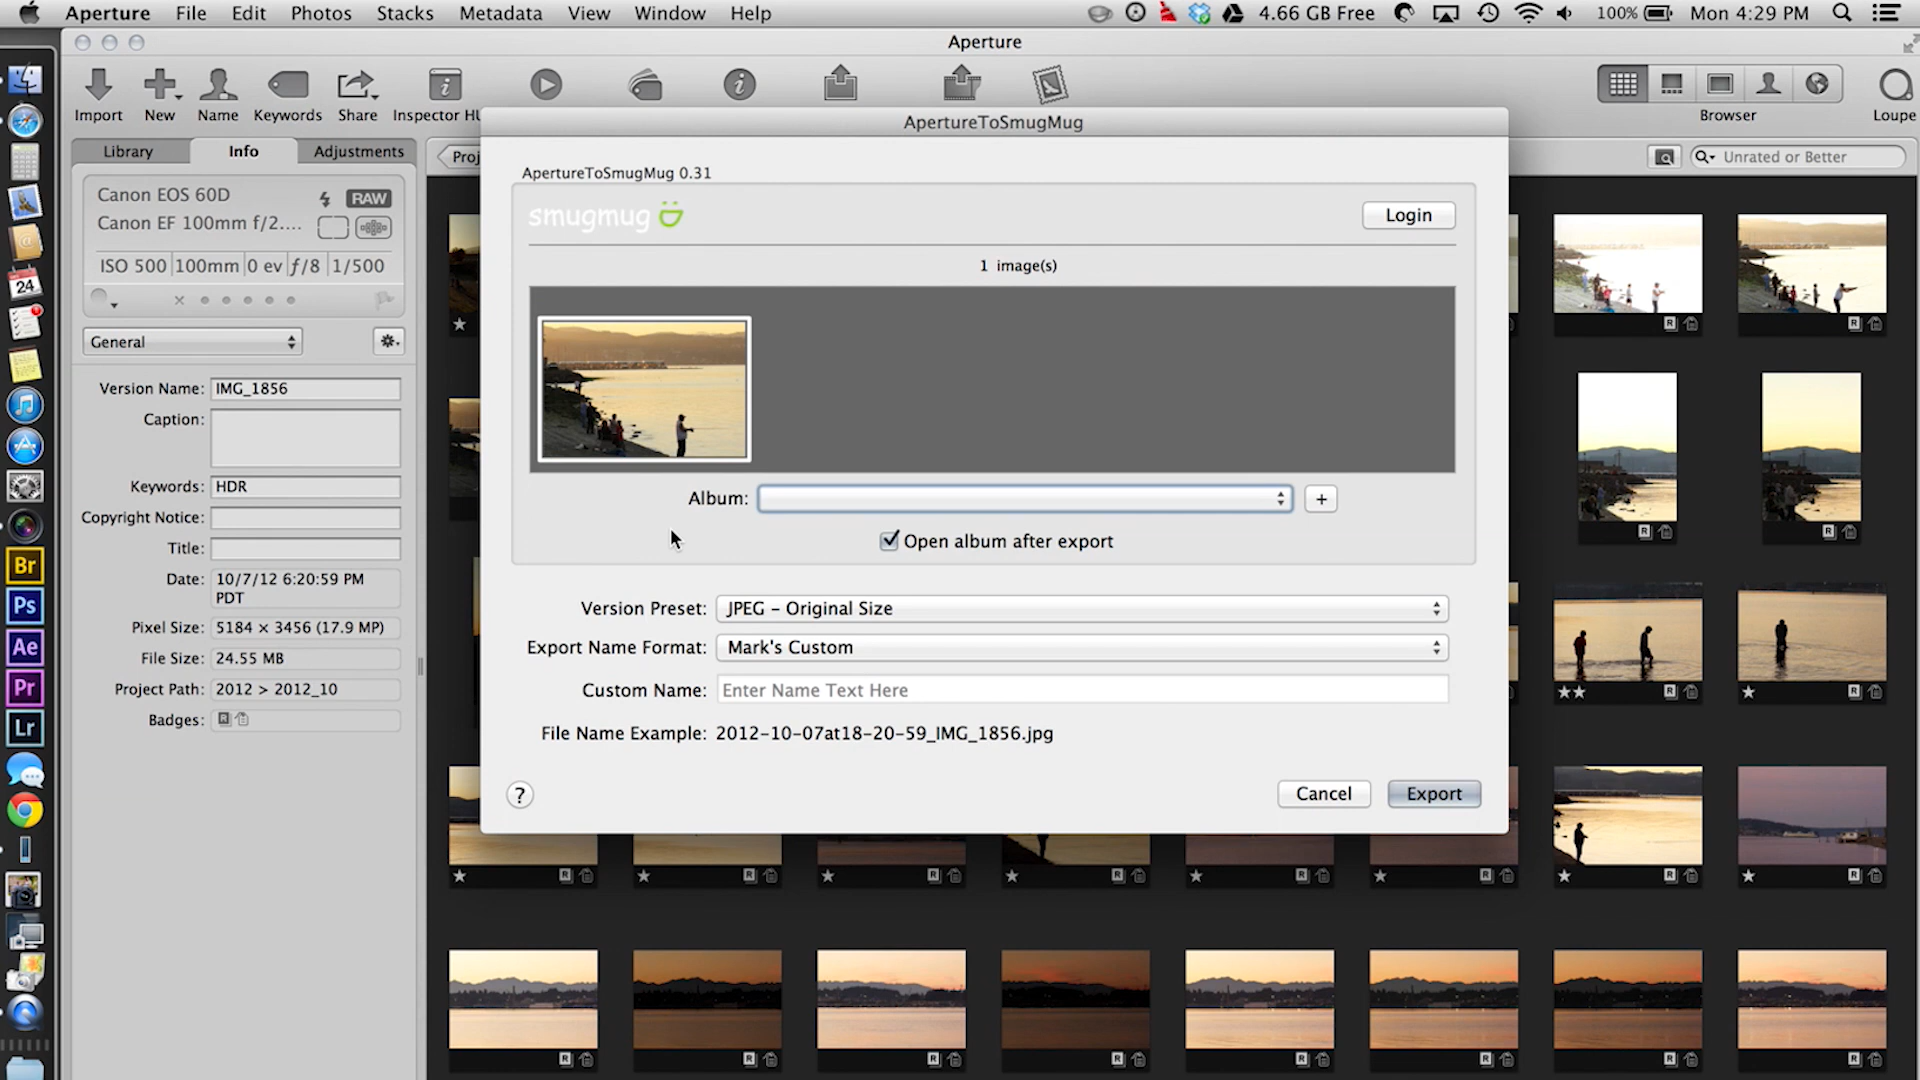 Aperture File Edit Photos Stacks Metadata View Window Help 4.66 GB Free 100% Mon 4:29 PM
Aperture
Import New Name Keywords Share Inspector HU Browser Loupe
ApertureToSmugMug
Library Info Adjustments
Proj
Unrated or Better
Canon EOS 60D RAW
Canon EF 100mm f/2....
ISO 500 100mm 0 ev ƒ/8 1/500
General
Version Name: IMG_1856
Caption:
Keywords: HDR
Copyright Notice:
Title:
Date: 10/7/12 6:20:59 PM
PDT
Pixel Size: 5184 × 3456 (17.9 MP)
File Size: 24.55 MB
Project Path: 2012 > 2012_10
Badges:
ApertureToSmugMug 0.31
smugmug
Login
1 image(s)
Album:
+
Open album after export
Version Preset: JPEG - Original Size
Export Name Format: Mark's Custom
Custom Name: Enter Name Text Here
File Name Example: 2012-10-07at18-20-59_IMG_1856.jpg
?
Cancel
Export
24
Br
Ps
Ae
Pr
Lr